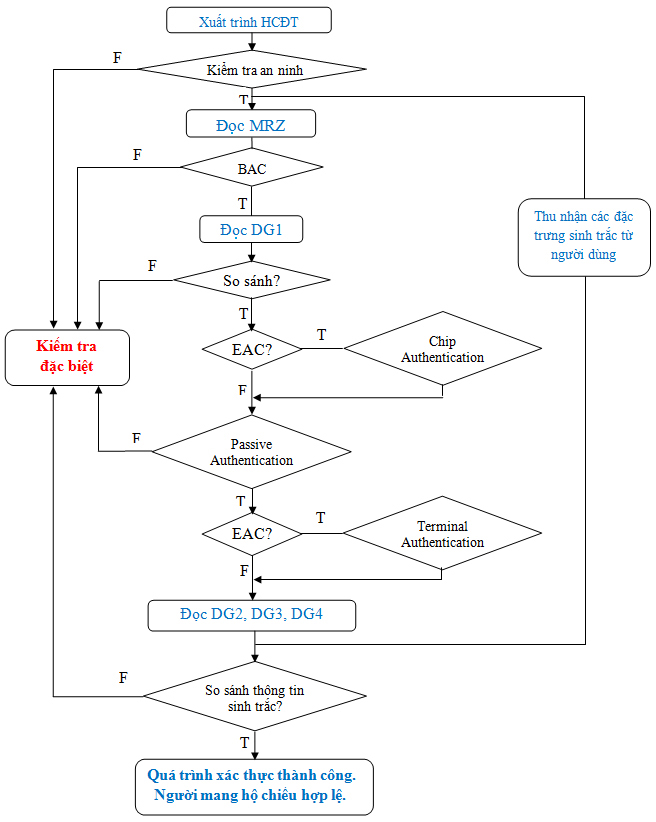 Xuất trình HCĐT
F
Kiểm tra an ninh
T
Đọc MRZ
F
BAC
T
Thu nhận các đặc
trưng sinh trắc từ
người dùng
Đọc DG1
F
So sánh?
T
Kiểm tra
đặc biệt
EAC?
T
Chip
Authentication
F
F
Passive
Authentication
T
EAC?
T
Terminal
Authentication
F
Đọc DG2, DG3, DG4
F
So sánh thông tin
sinh trắc?
T
Quá trình xác thực thành công.
Người mang hộ chiếu hợp lệ.